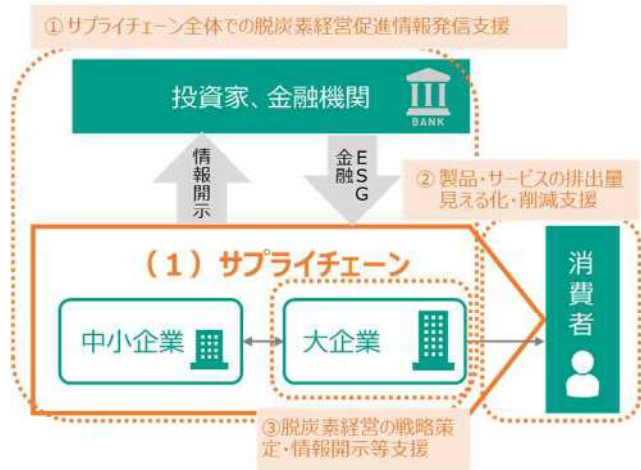 ①サプライチェーン全体での脱炭素経営促進情報発信支援
投資家、金融機関
BANK
情報開示
ESG
金融
②製品・サービスの排出量
見える化・削減支援
(1)サプライチェーン
中小企業
大企業
消費者
③脱炭素経営の戦略策
定・情報開示等支援